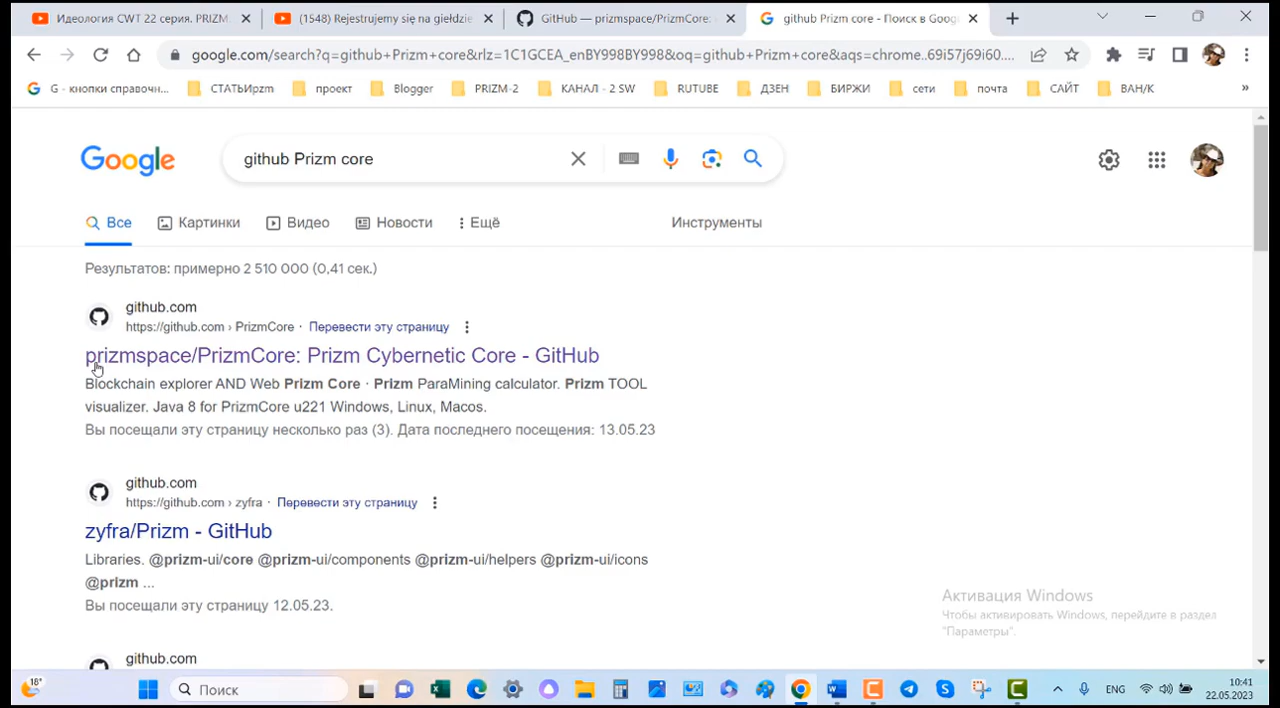 Идеология CWT 22 серия. PRIZM
(1548) Rejestrujemy się na giełdzie
GitHub — prizmspace/PrizmCore:
github Prizm core - Поиск в Goog
google.com/search?q=github+Prizm+core&rlz=1C1GCEA_enBY998BY998&oq=github+Prizm+core&aqs=chrome..69i57j69i60....
G - кнопки справочн...
СТАТЬИpzm
проект
Blogger
PRIZM-2
КАНАЛ - 2 SW
RUTUBE
ДЗЕН
БИРЖИ
сети
почта
САЙТ
BAH/K
»
Google
github Prizm core
Все
Картинки
Видео
Новости
Ещё
Инструменты
Результатов: примерно 2 510 000 (0,41 сек.)
github.com
https://github.com › PrizmCore · Перевести эту страницу
prizmspace/PrizmCore: Prizm Cybernetic Core - GitHub
Blockchain explorer AND Web Prizm Core · Prizm ParaMining calculator. Prizm TOOL
visualizer. Java 8 for PrizmCore u221 Windows, Linux, Macos.
Вы посещали эту страницу несколько раз (3). Дата последнего посещения: 13.05.23
github.com
https://github.com › zyfra · Перевести эту страницу
zyfra/Prizm - GitHub
Libraries. @prizm-ui/core @prizm-ui/components @prizm-ui/helpers @prizm-ui/icons
@prizm ...
Вы посещали эту страницу 12.05.23.
github.com
Активация Windows
Чтобы активировать Windows, перейдите в раздел
"Параметры".
18°
Поиск
ENG
10:41
22.05.2023